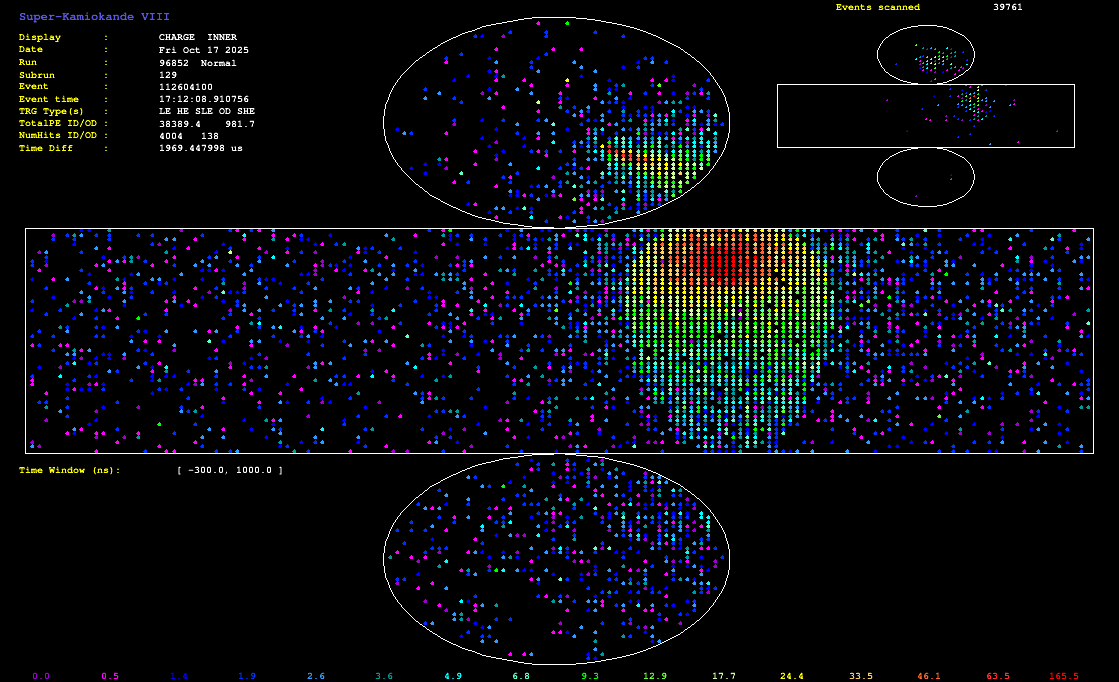 Super-Kamiokande VIII
Events scanned 39761
Display : CHARGE INNER
Date : Fri Oct 17 2025
Run : 96852 Normal
Subrun : 129
Event : 112604100
Event time : 17:12:08.910756
TRG Type(s) : LE HE SLE OD SHE
TotalPE ID/OD : 38389.4 981.7
NumHits ID/OD : 4004 138
Time Diff : 1969.447998 us
Time Window (ns): [ -300.0, 1000.0 ]
0.0 0.5 1.4 1.9 2.6 3.6 4.9 6.8 9.3 12.9 17.7 24.4 33.5 46.1 63.5 165.5